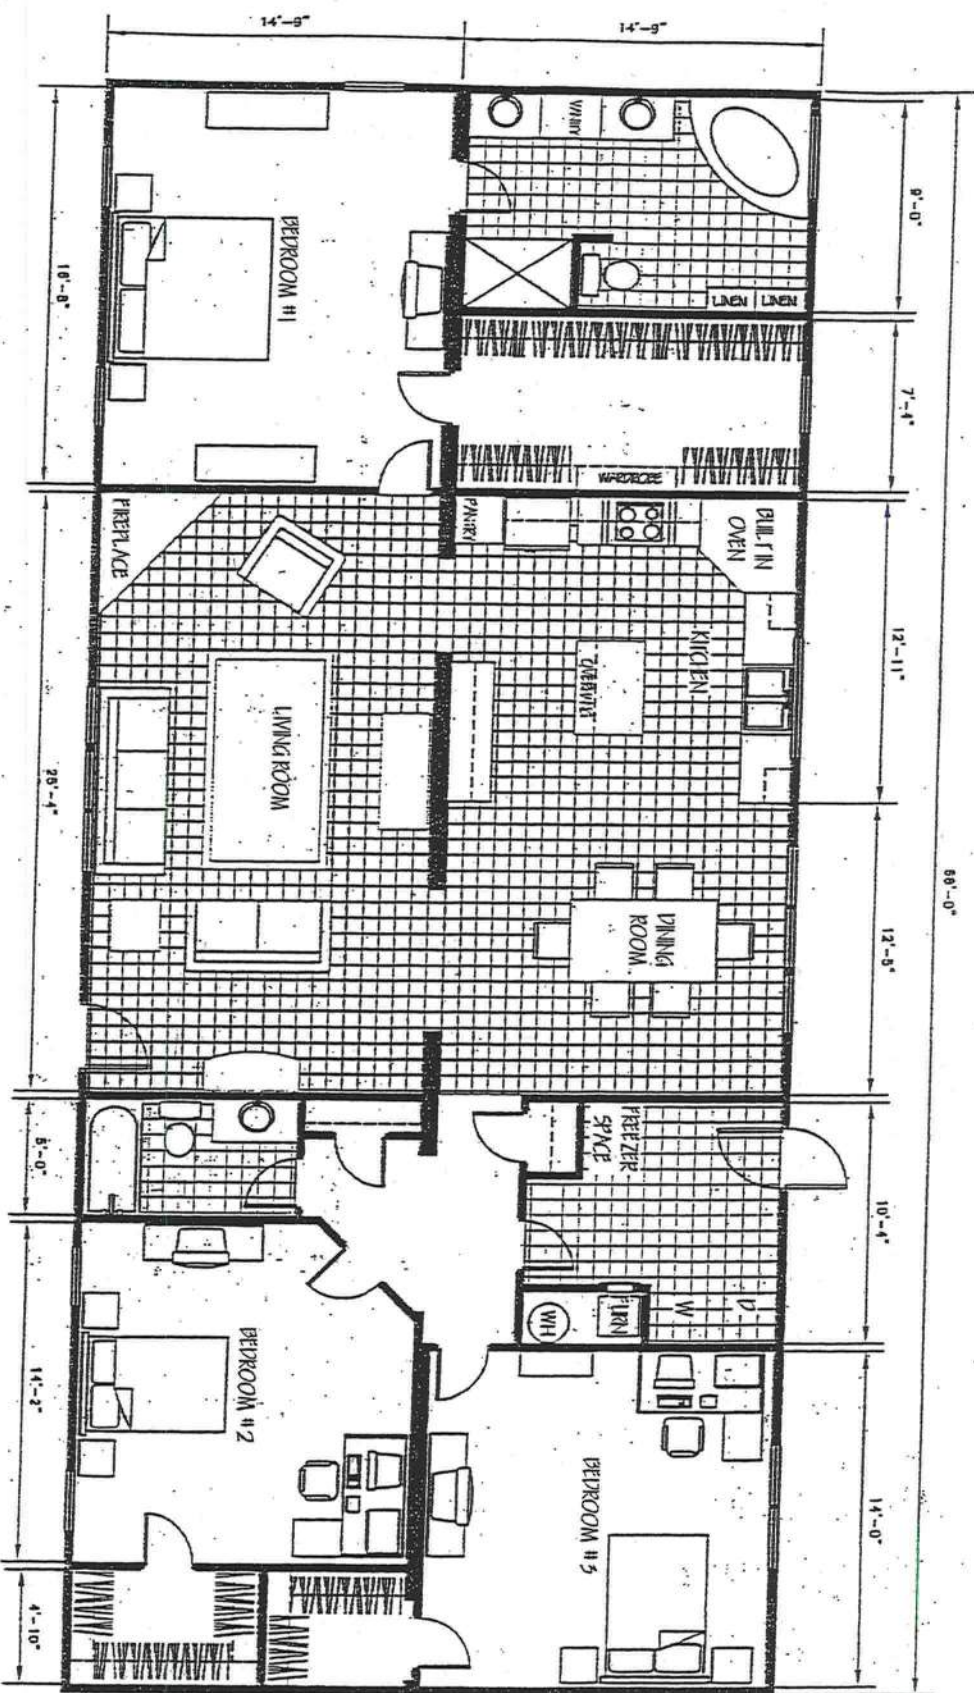 66'-0"
9'-0"
7'-4"
12'-11"
12'-5"
10'-4"
14'-0"
14'-9"
14'-9"
VANITY
LINEN
LINEN
WARDROBE
BUILT IN
OVEN
KITCHEN
PANTRY
DINING
ROOM
FREEZER
SPACE
D
W
FURN
WH
BEDROOM #3
BEDROOM #1
FIREPLACE
LIVING ROOM
BEDROOM #2
16'-8"
25'-4"
5'-0"
14'-2"
4'-10"